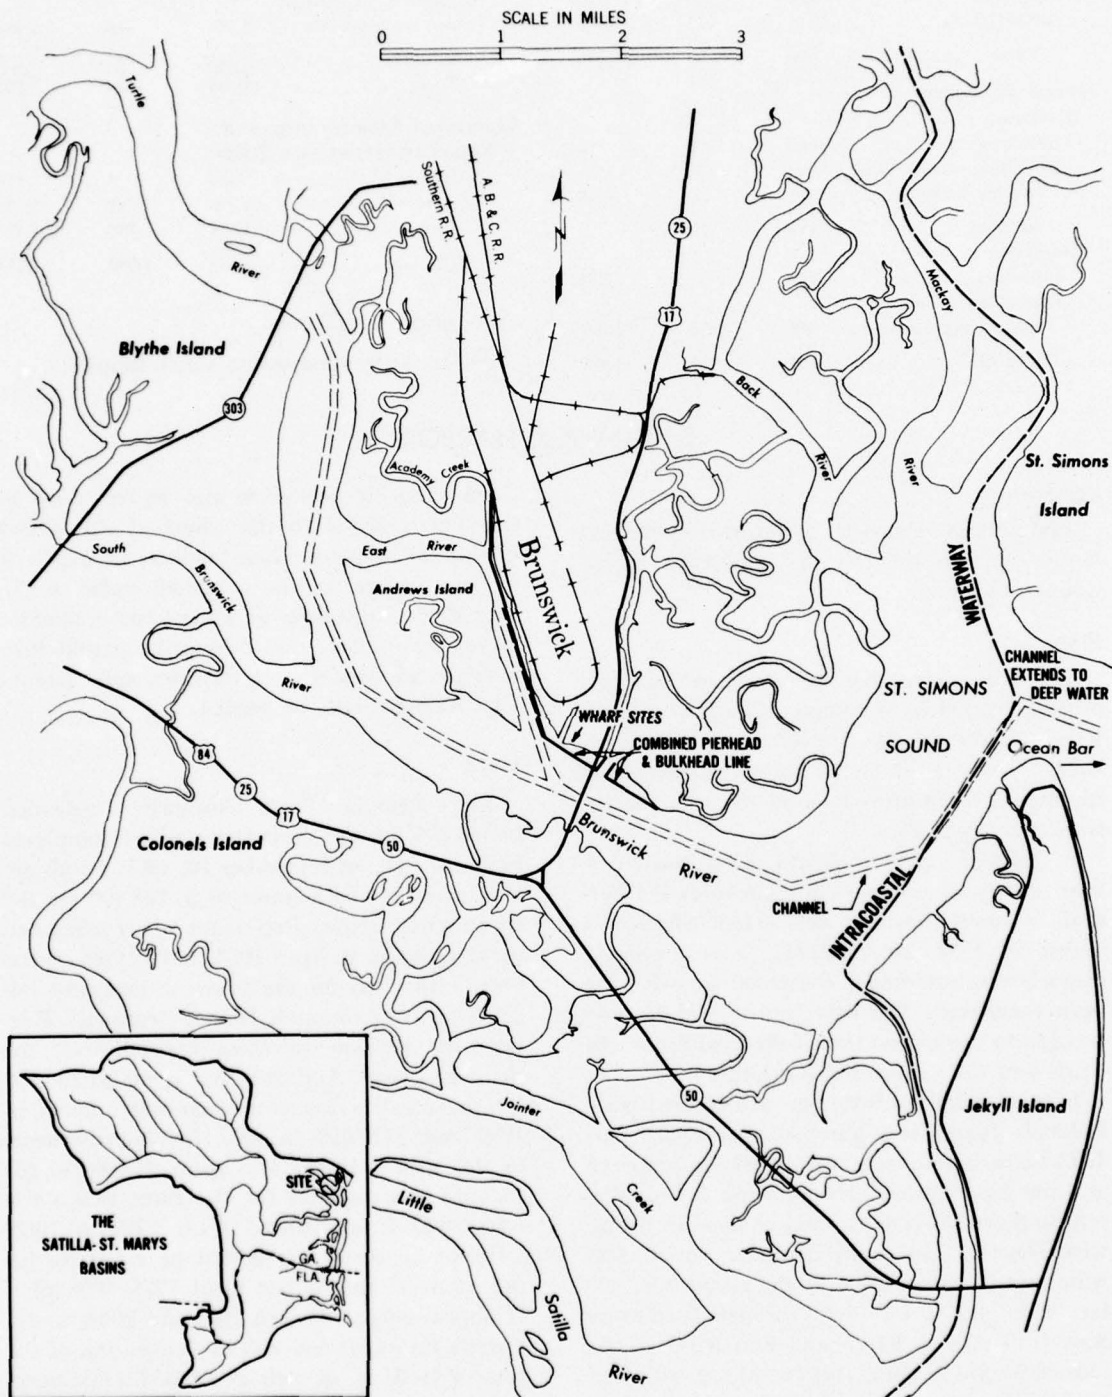 SCALE IN MILES
0 1 2 3
Turtle
River
Southern R.R.
A. B. & C. R.R.
N
25
17
Mackay
River
Blythe Island
303
Back
River
Academy Creek
St. Simons
Island
South
Brunswick
River
East River
Andrews Island
Brunswick
WATERWAY
CHANNEL
EXTENDS TO
DEEP WATER
ST. SIMONS
SOUND
Ocean Bar
WHARF SITES
COMBINED PIERHEAD
& BULKHEAD LINE
84
25
17
50
Colonels Island
Brunswick
River
CHANNEL
INTRACOASTAL
Jointer
Creek
50
Jekyll Island
Little
Satilla
River
SITE
THE
SATILLA-ST. MARYS
BASINS
GA.
FLA.